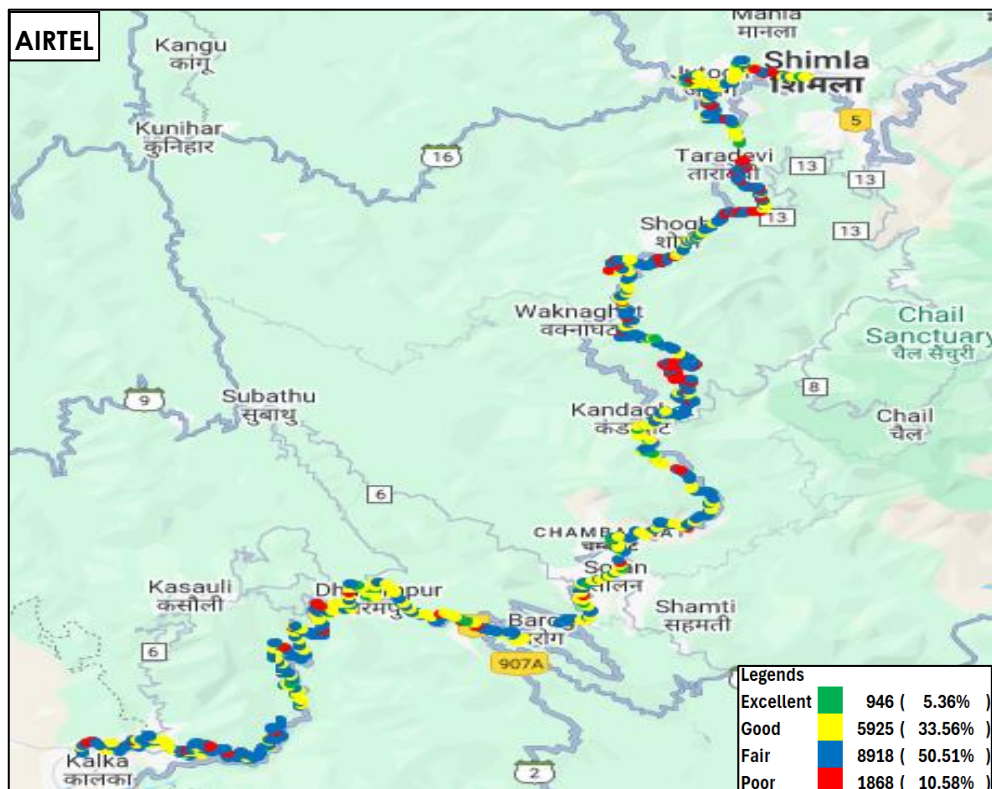 AIRTEL
Kangu
कांगू
मानला
Shimla
शिमला
Kunihar
कुनिहार
5
16
Taradevi
13
13
13
13
Waknaghat
वकनाघाट
Chail
Sanctuary
चैल सैंचुरी
8
9
Subathu
सुबाथु
Chail
चैल
6
Kasauli
कसौली
Shamti
सहमती
6
907A
Kalka
कालका
2
Legends
Excellent 946 ( 5.36% )
Good 5925 ( 33.56% )
Fair 8918 ( 50.51% )
Poor 1868 ( 10.58% )